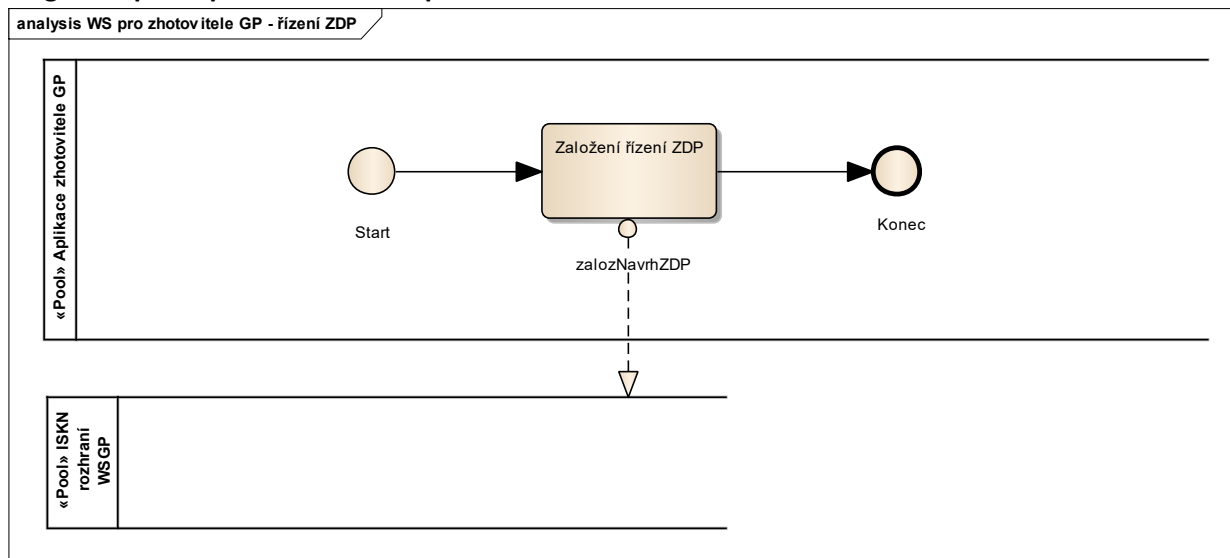 analysis WS pro zhotovitele GP - řízení ZDP
«Pool» Aplikace zhotovitele GP
Založení řízení ZDP
Start
Konec
zalozNavrhZDP
«Pool» ISKN
rozhraní
WSGP